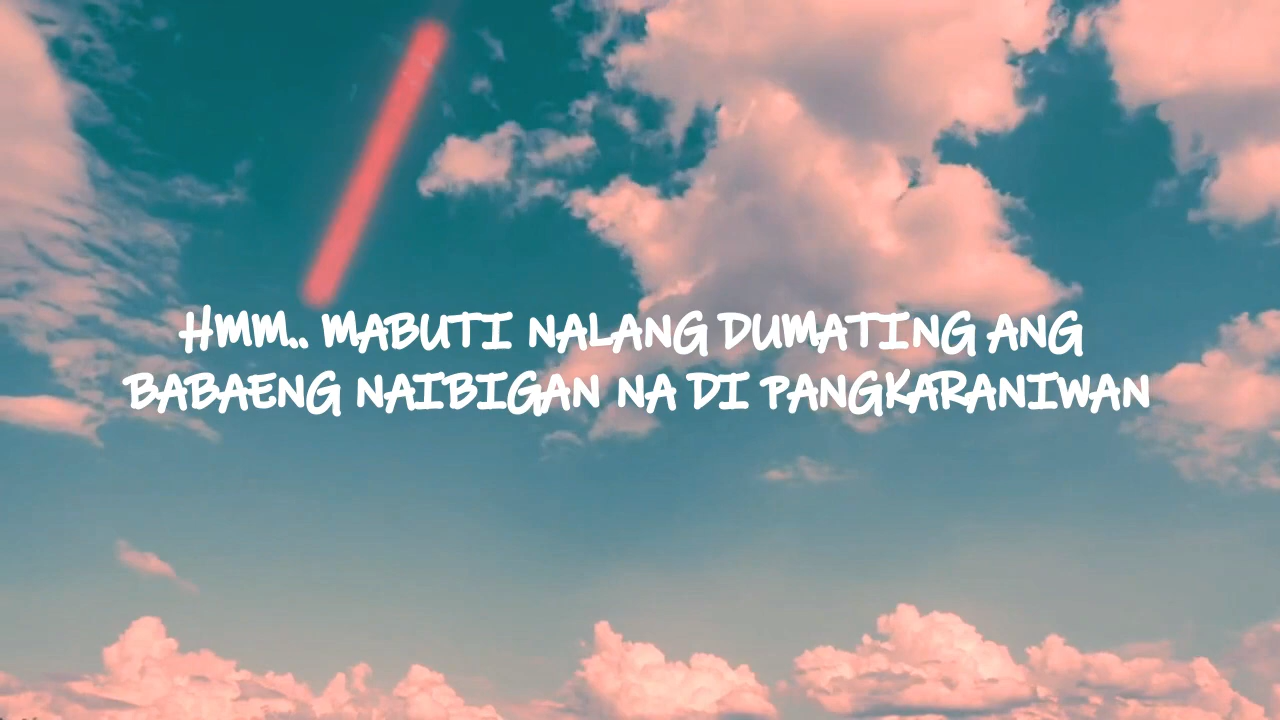 Hmm.. MABUTI NALANG DUMATING ANG
BABAENG NAIBIGAN NA DI PANGKARANIWAN